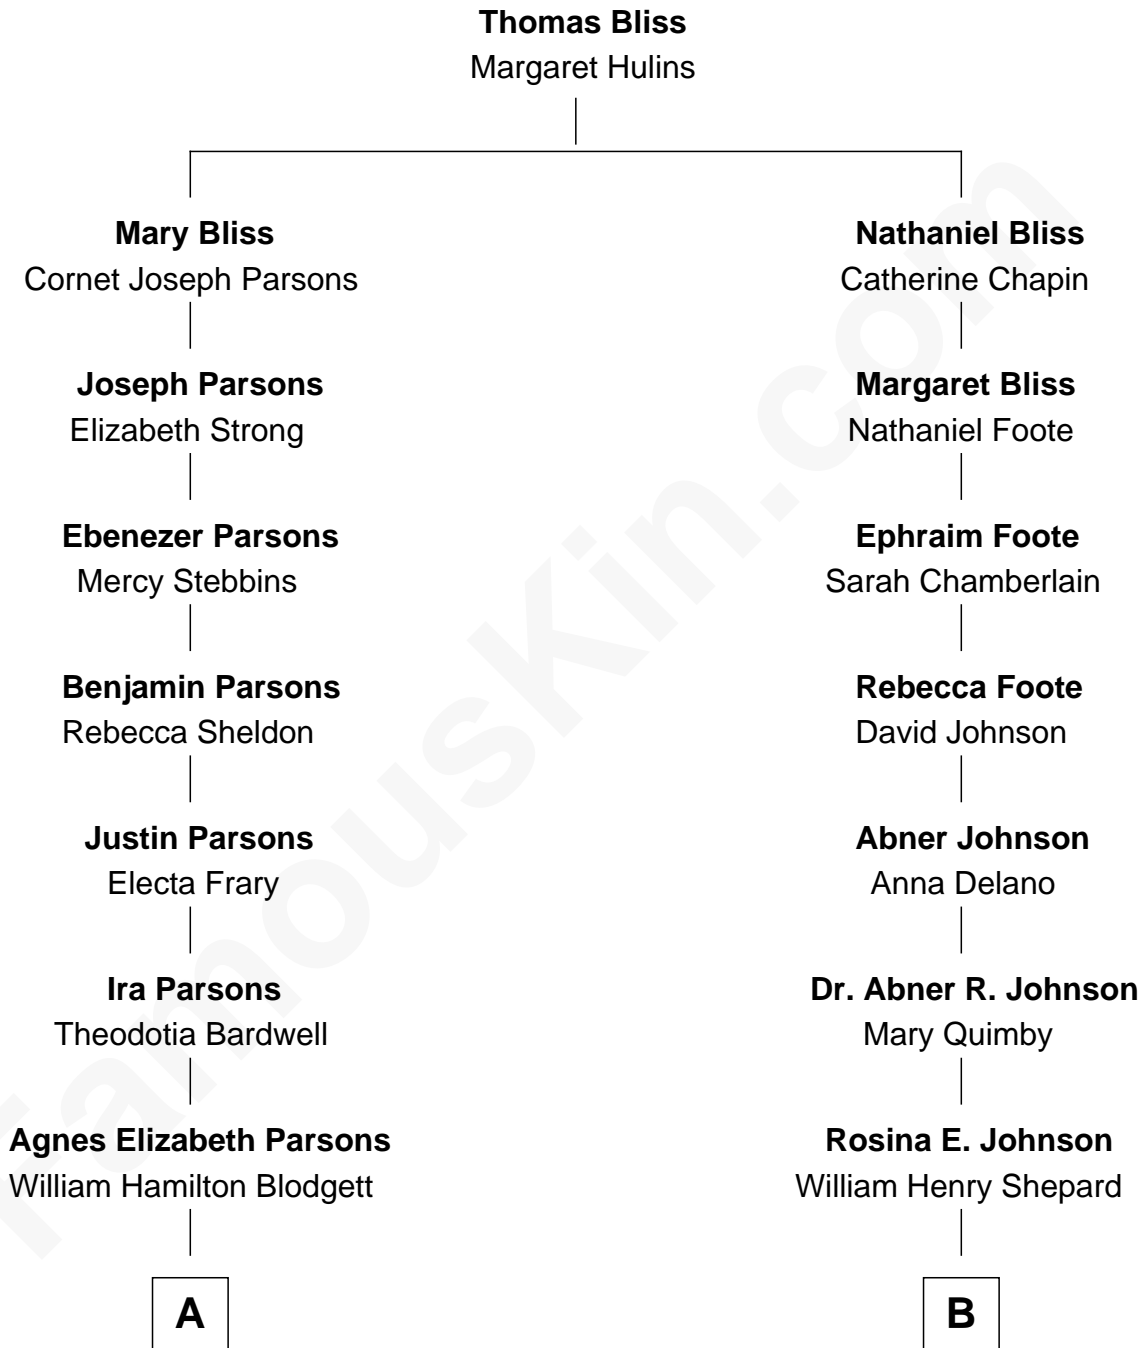 Thomas Bliss
Margaret Hulins
Mary Bliss
Cornet Joseph Parsons
Nathaniel Bliss
Catherine Chapin
Joseph Parsons
Elizabeth Strong
Margaret Bliss
Nathaniel Foote
Ebenezer Parsons
Mercy Stebbins
Ephraim Foote
Sarah Chamberlain
Benjamin Parsons
Rebecca Sheldon
Rebecca Foote
David Johnson
Justin Parsons
Electa Frary
Abner Johnson
Anna Delano
Ira Parsons
Theodotia Bardwell
Dr. Abner R. Johnson
Mary Quimby
Agnes Elizabeth Parsons
William Hamilton Blodgett
Rosina E. Johnson
William Henry Shepard
A
B
FamousKin.com